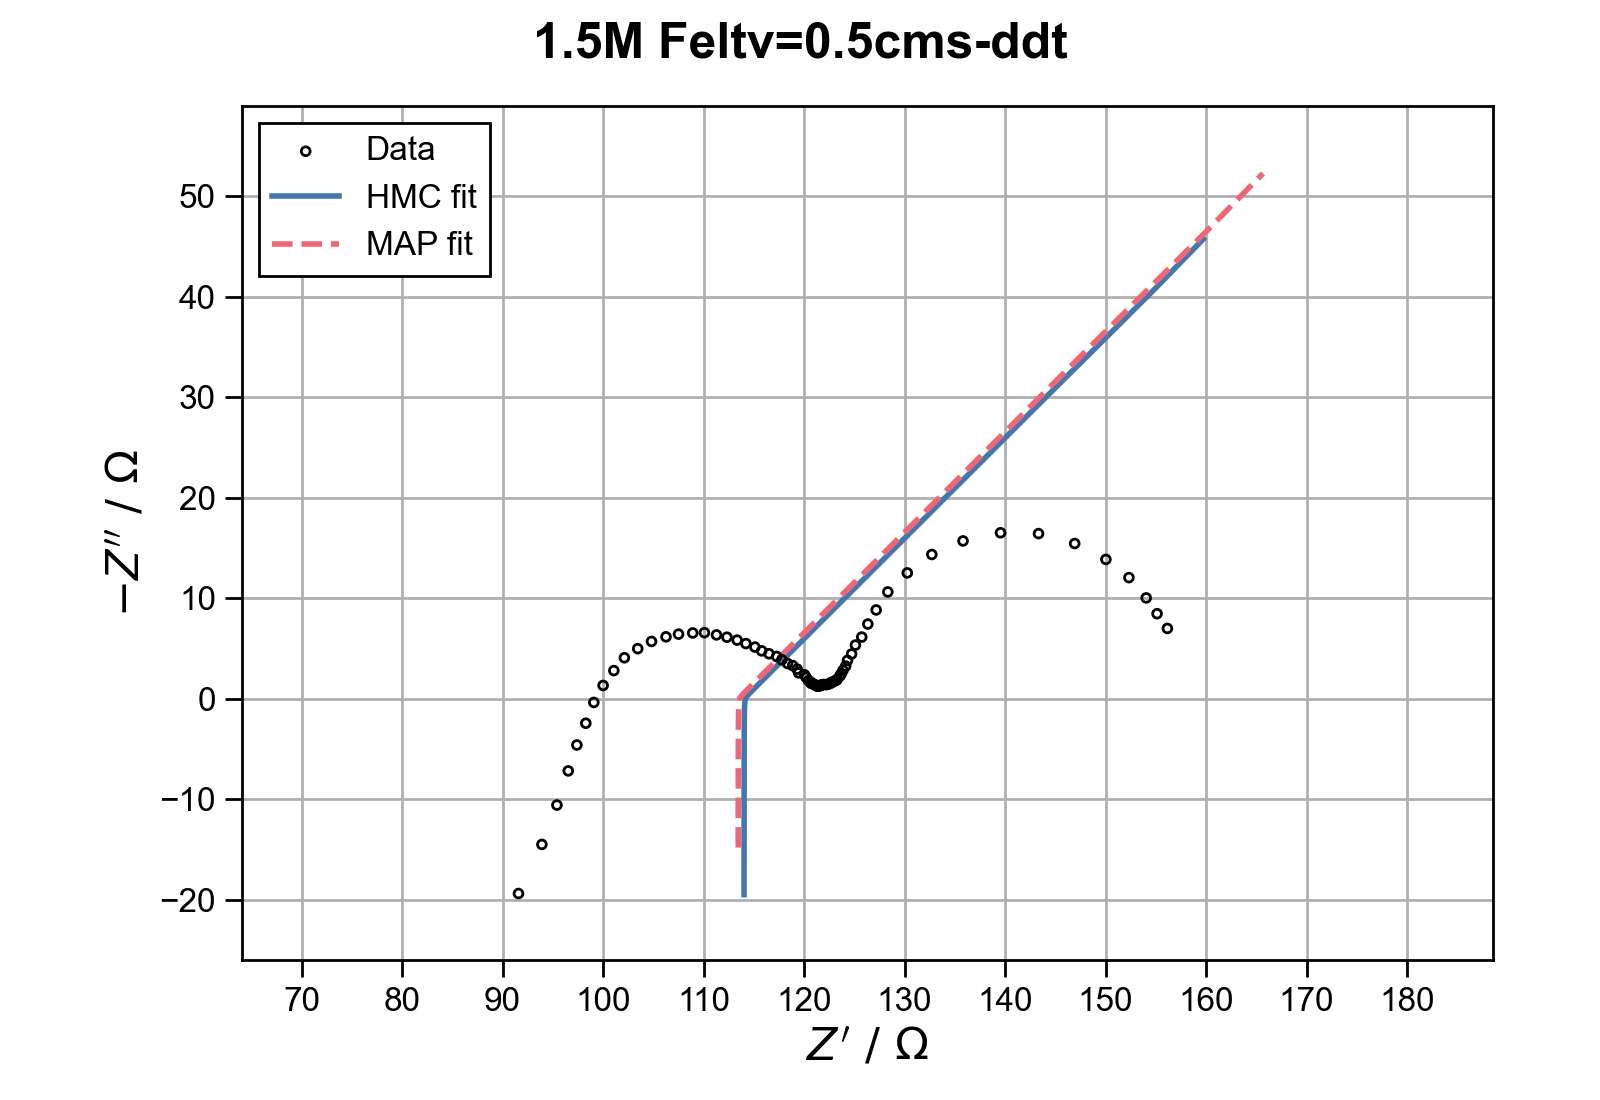 1.5M Feltv=0.5cms-ddt
Data
HMC fit
MAP fit
50
40
30
20
10
0
−10
−20
−Z′′ / Ω
70 80 90 100 110 120 130 140 150 160 170 180
Z′ / Ω